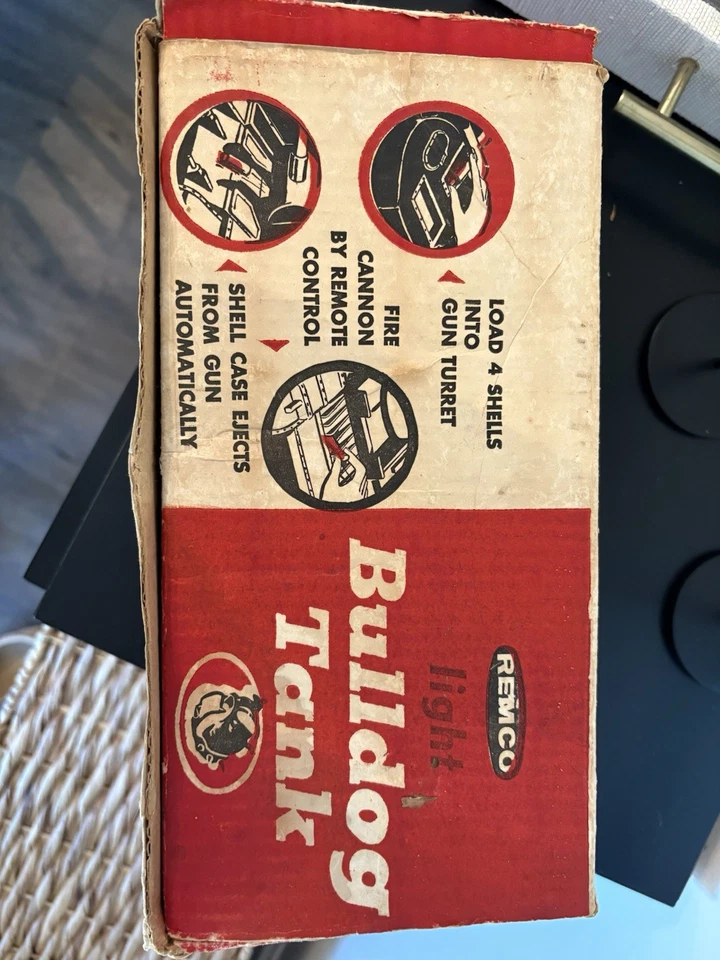 LOAD 4 SHELLS
INTO
GUN TURRET
FIRE
CANNON
BY REMOTE
CONTROL
SHELL CASE EJECTS
FROM GUN
AUTOMATICALLY
REMCO
light
Bulldog
Tank